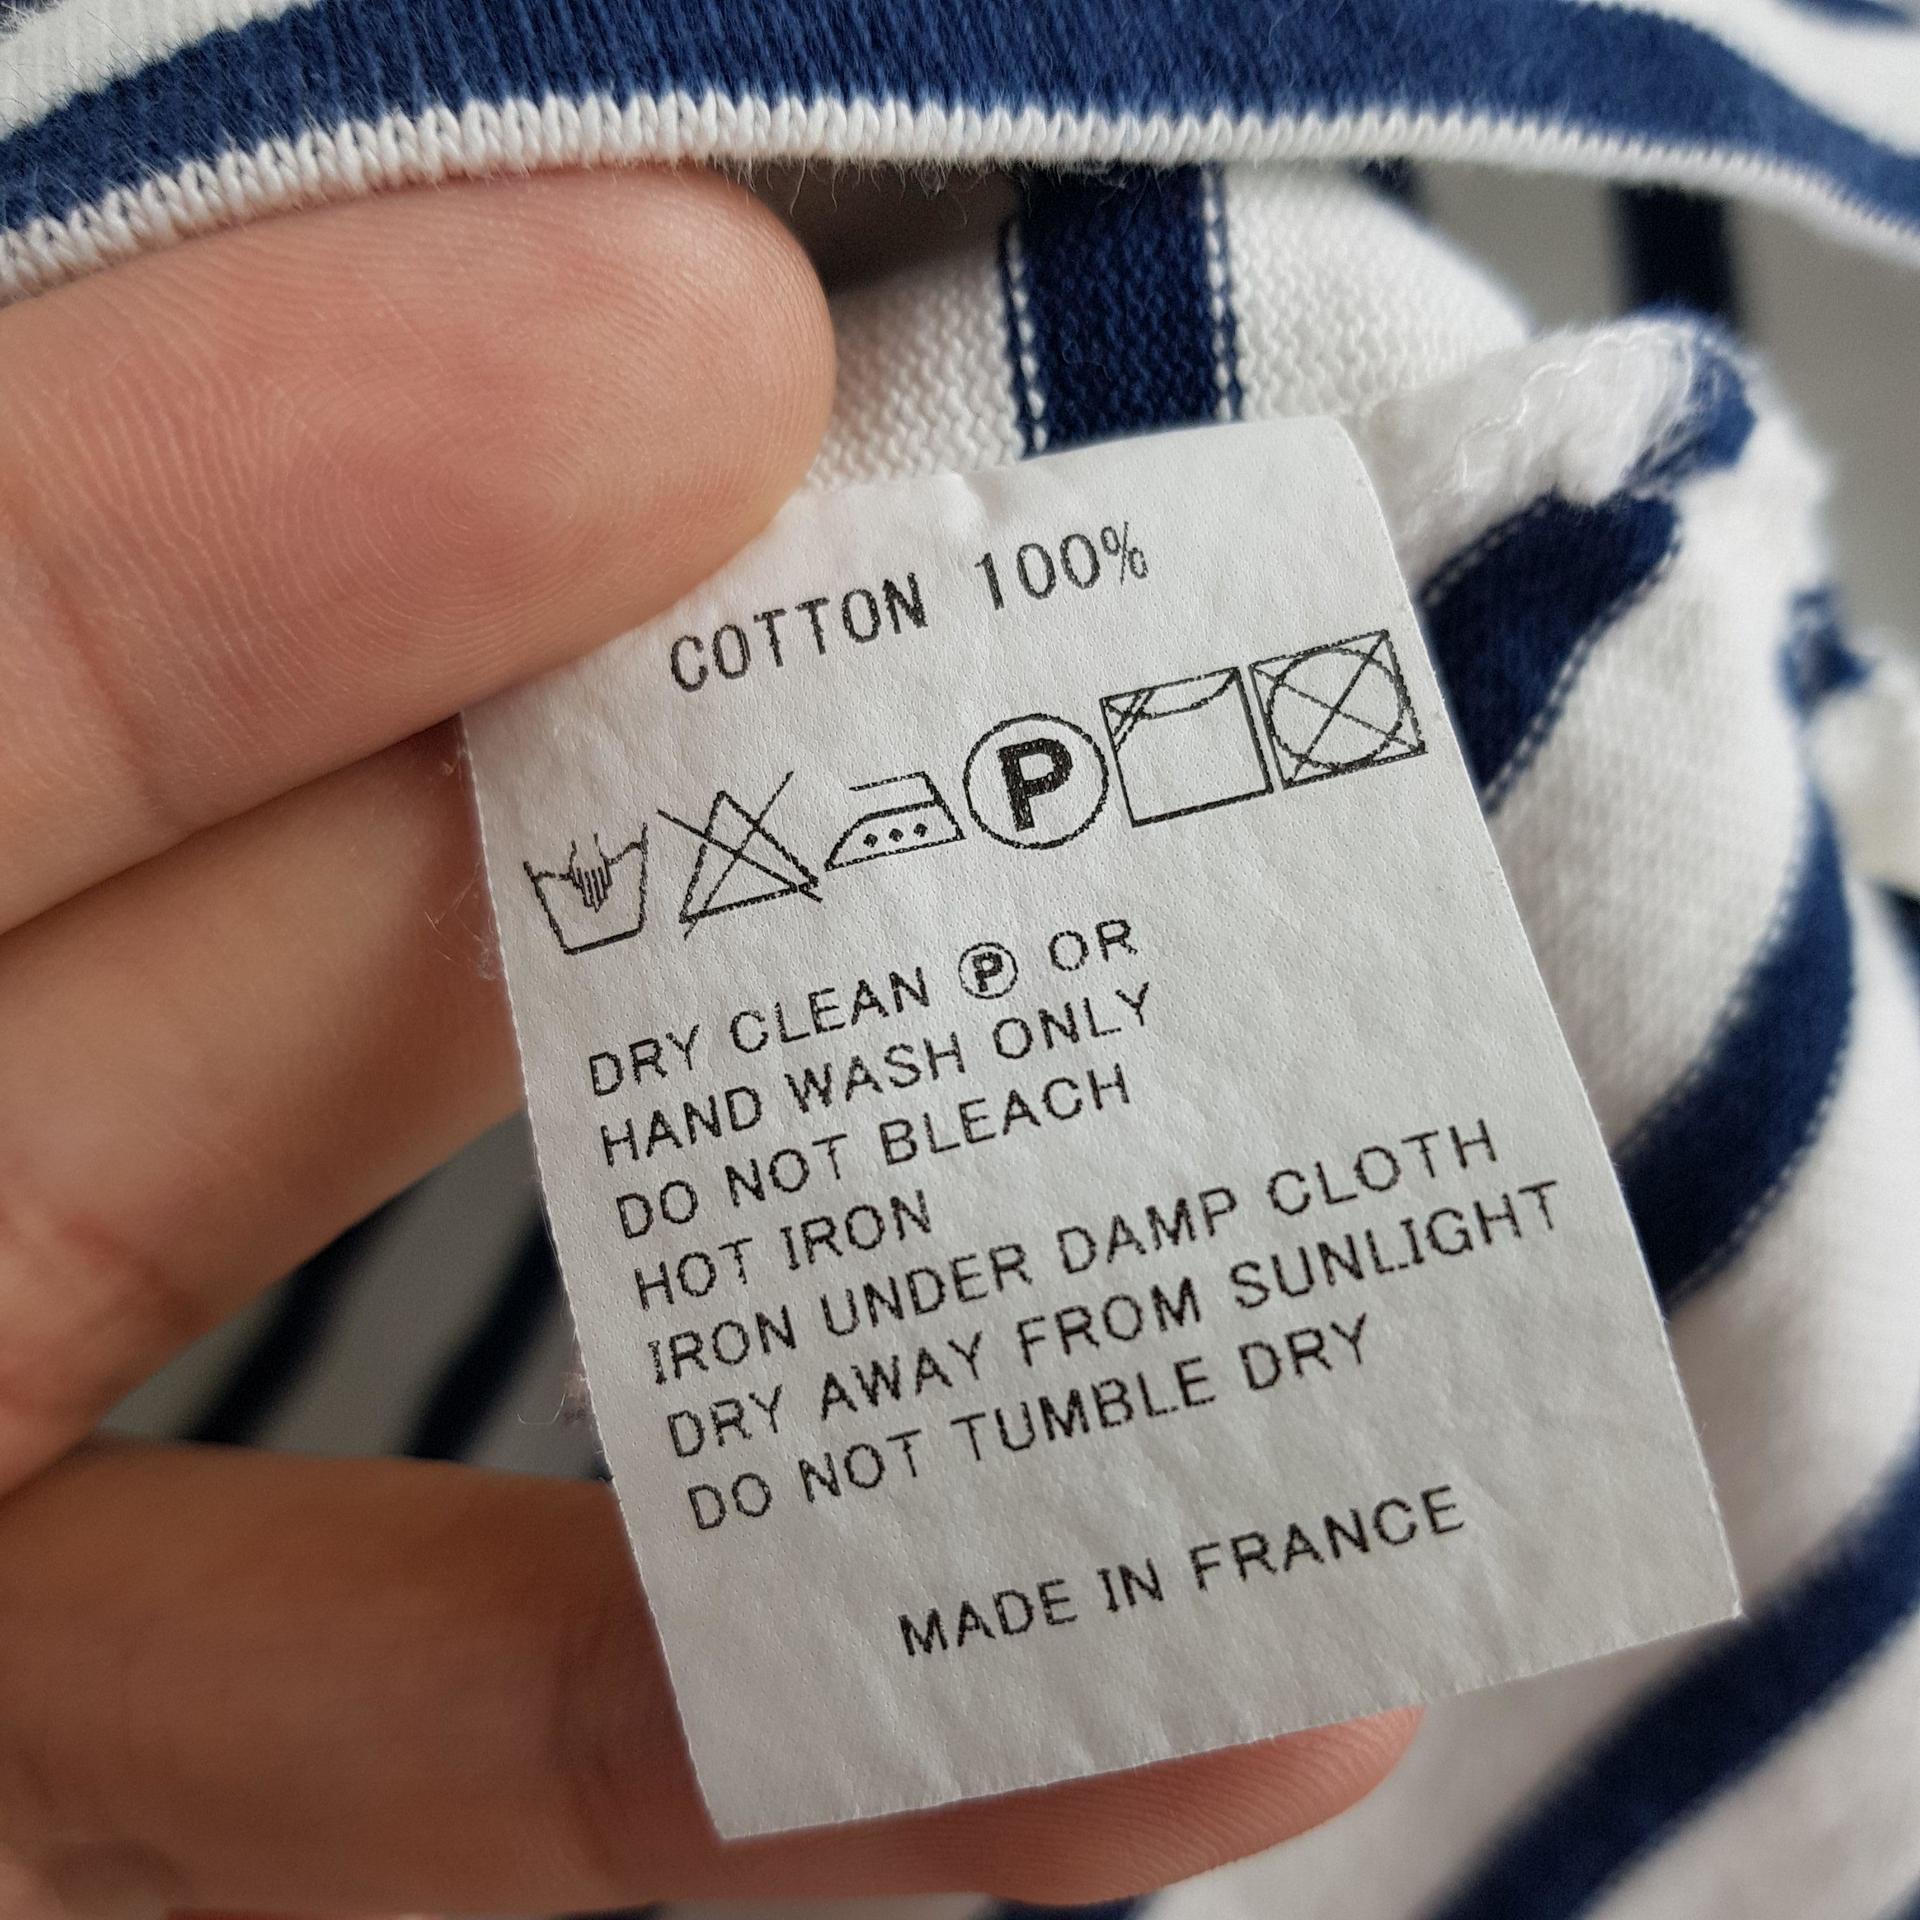 COTTON 100%
P
DRY CLEAN Ⓟ OR
HAND WASH ONLY
DO NOT BLEACH
HOT IRON
IRON UNDER DAMP CLOTH
DRY AWAY FROM SUNLIGHT
DO NOT TUMBLE DRY
MADE IN FRANCE